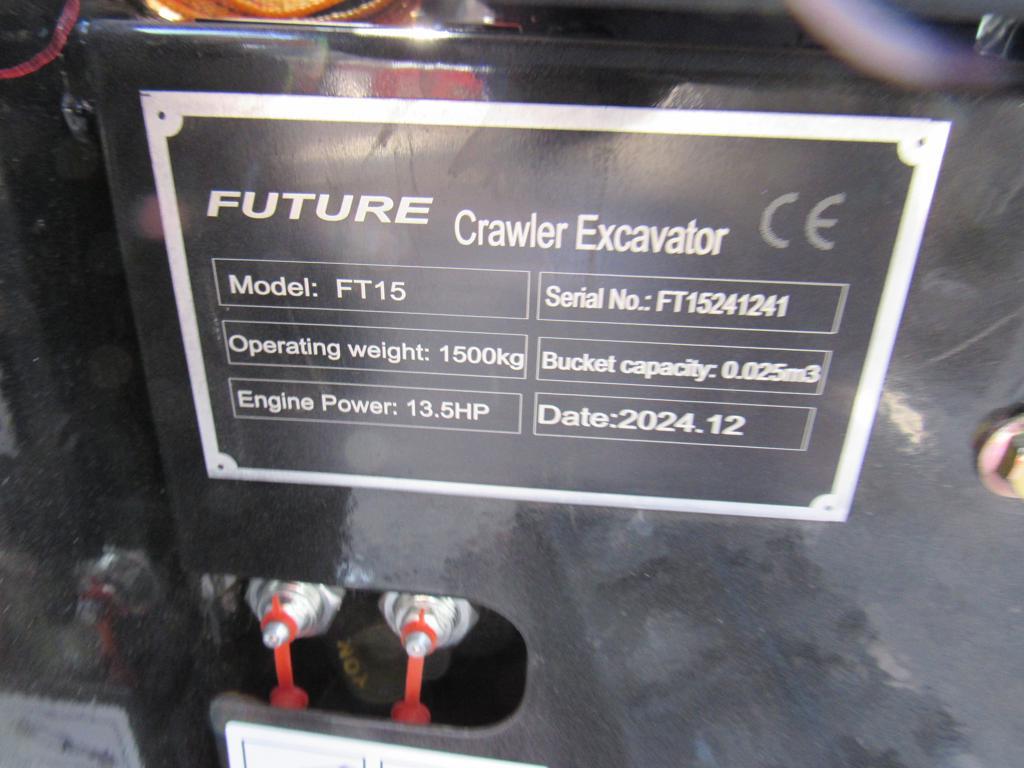 FUTURE Crawler Excavator CE
Model: FT15
Serial No.: FT15241241
Operating weight: 1500kg
Bucket capacity: 0.025m3
Engine Power: 13.5HP
Date:2024.12